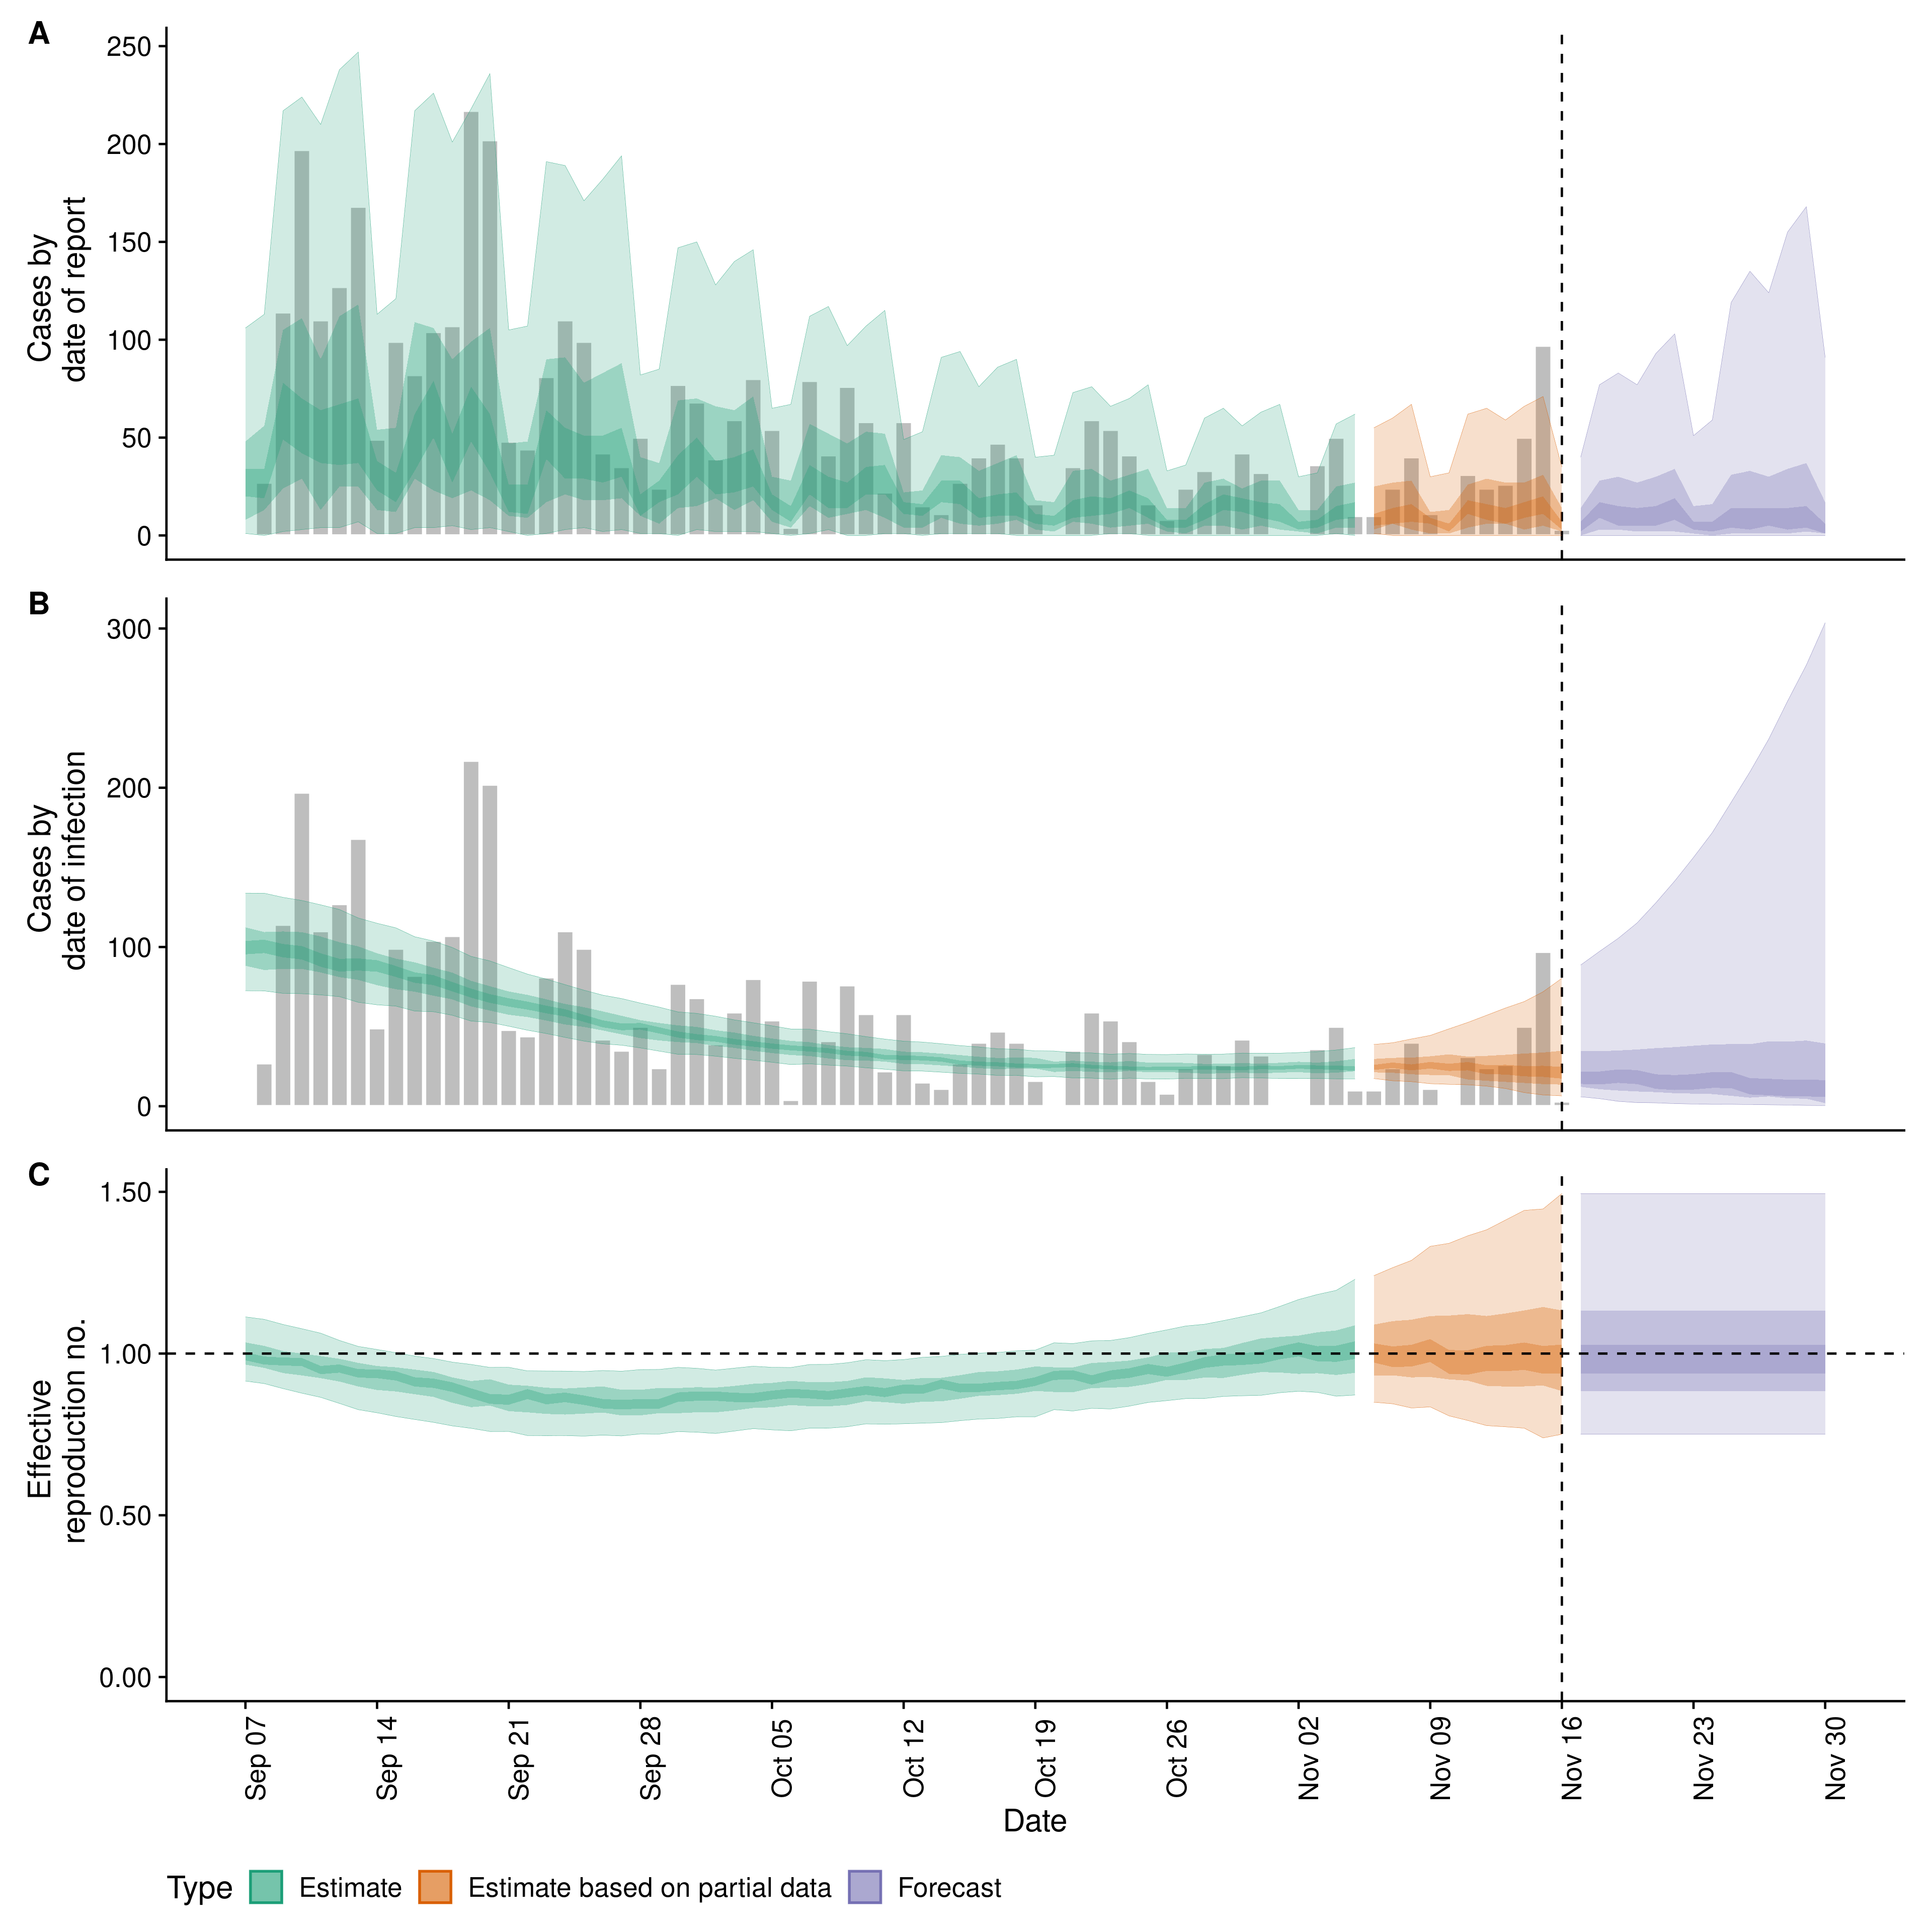 A
250
200
150
100
50
0
Cases by
date of report
B
300
200
100
0
Cases by
date of infection
C
1.50
1.00
0.50
0.00
Effective
reproduction no.
Sep 07
Sep 14
Sep 21
Sep 28
Oct 05
Oct 12
Oct 19
Oct 26
Nov 02
Nov 09
Nov 16
Nov 23
Nov 30
Date
Type Estimate Estimate based on partial data Forecast